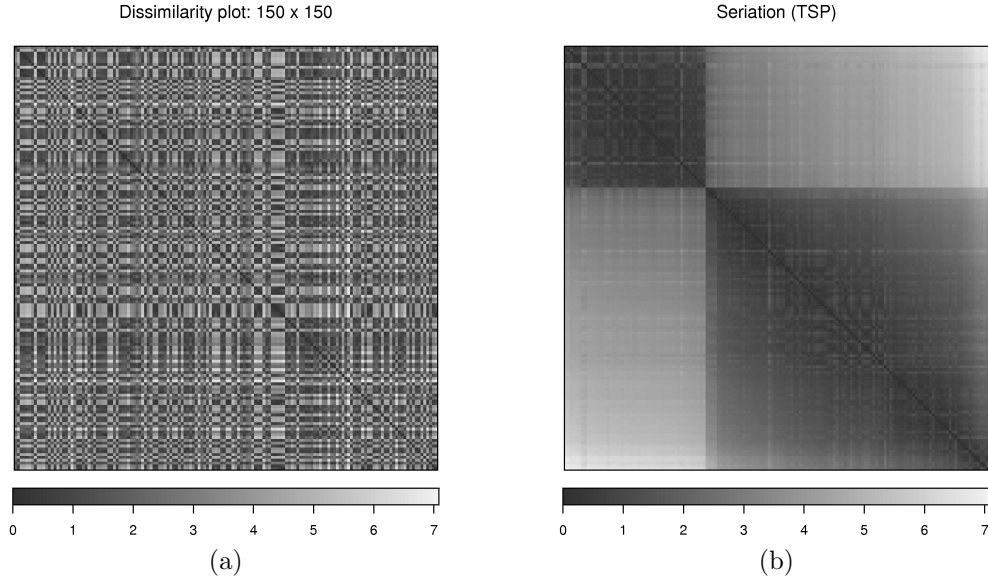 Dissimilarity plot: 150 x 150
Seriation (TSP)
0 1 2 3 4 5 6 7
0 1 2 3 4 5 6 7
(a)
(b)